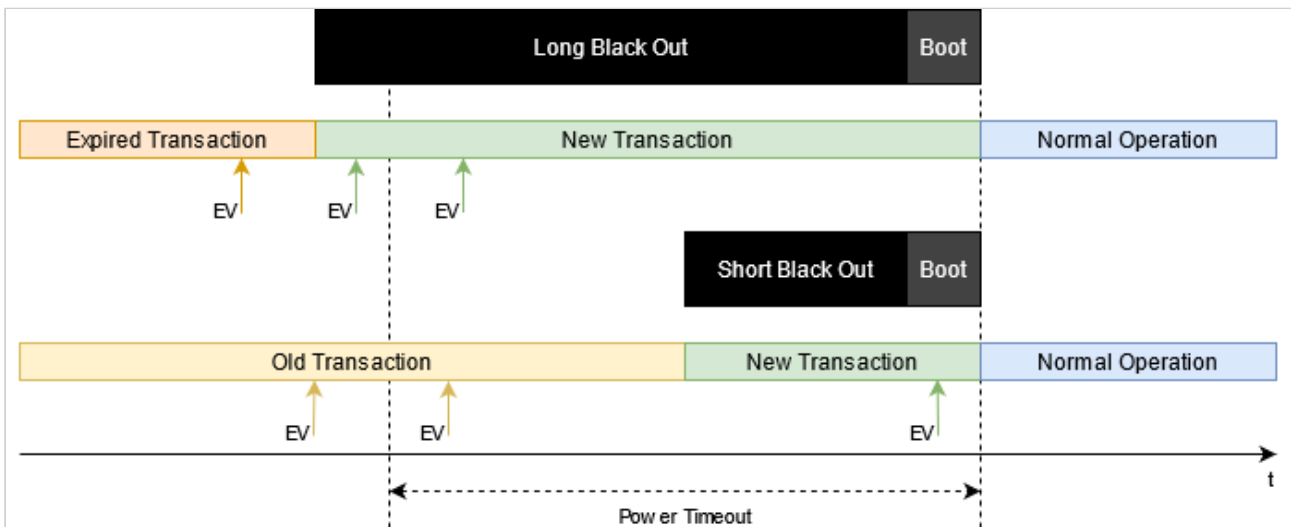 Long Black Out
Boot
Expired Transaction
New Transaction
Normal Operation
EV
EV
EV
Short Black Out
Boot
Old Transaction
New Transaction
Normal Operation
EV
EV
EV
t
Power Timeout